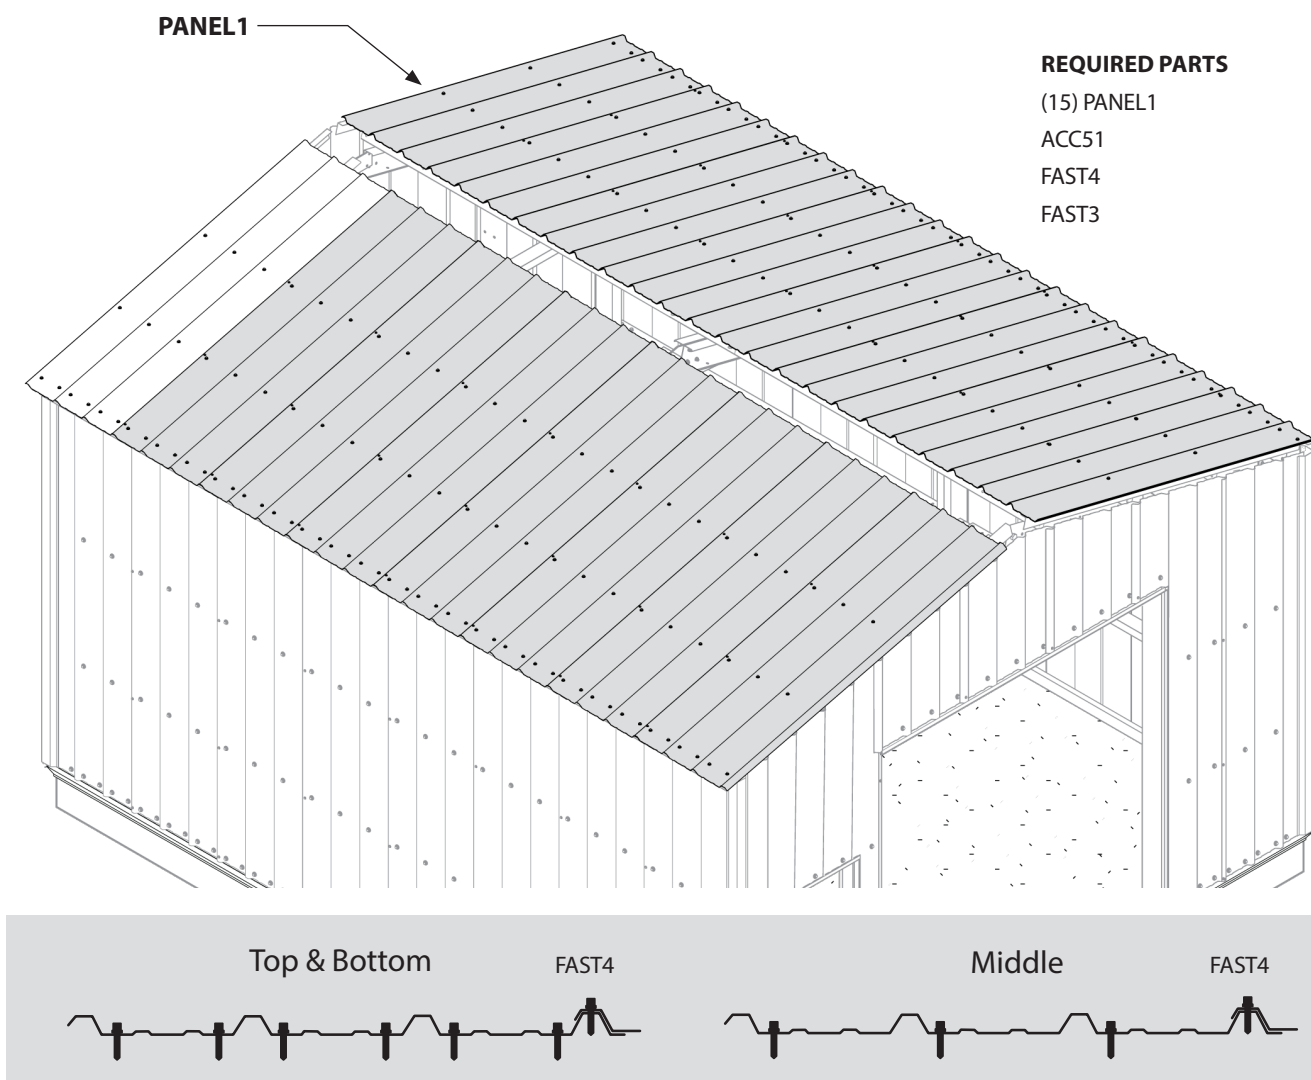 PANEL1
REQUIRED PARTS
(15) PANEL1
ACC51
FAST4
FAST3
Top & Bottom
FAST4
Middle
FAST4